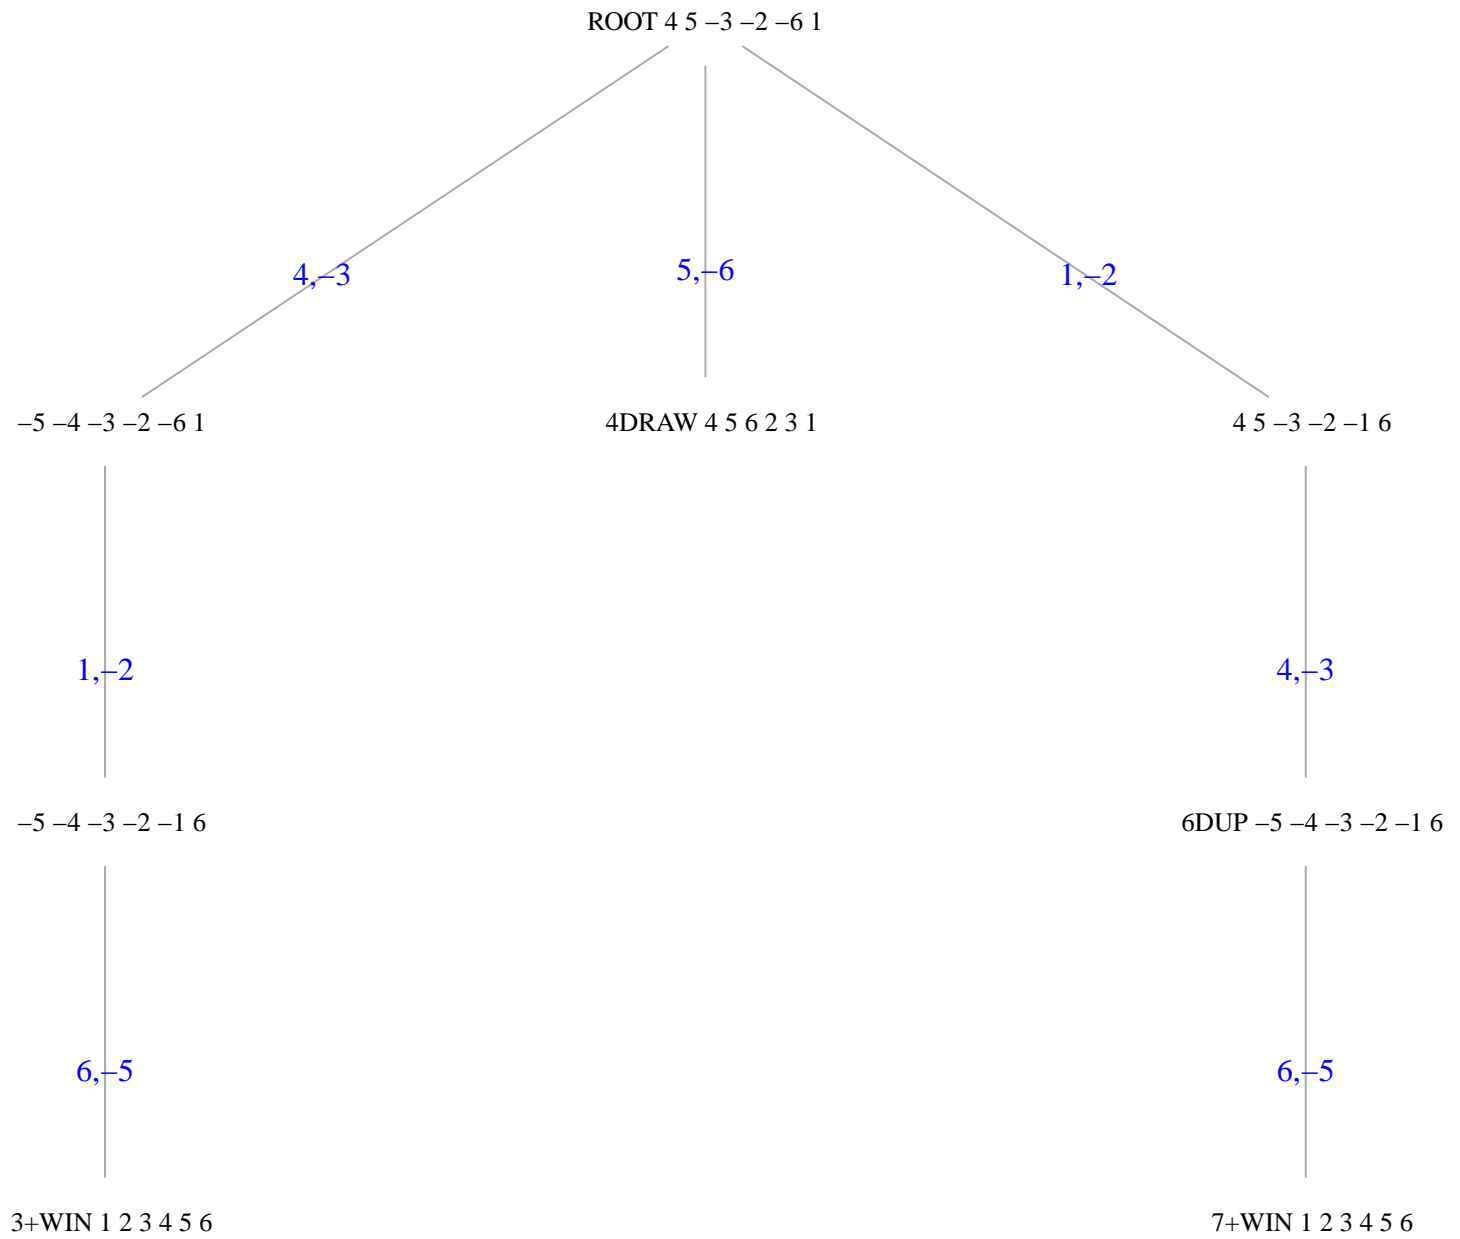 ROOT 4 5 –3 –2 –6 1
4,–3
5,–6
1,–2
–5 –4 –3 –2 –6 1
4DRAW 4 5 6 2 3 1
4 5 –3 –2 –1 6
1,–2
4,–3
–5 –4 –3 –2 –1 6
6DUP –5 –4 –3 –2 –1 6
6,–5
6,–5
3+WIN 1 2 3 4 5 6
7+WIN 1 2 3 4 5 6